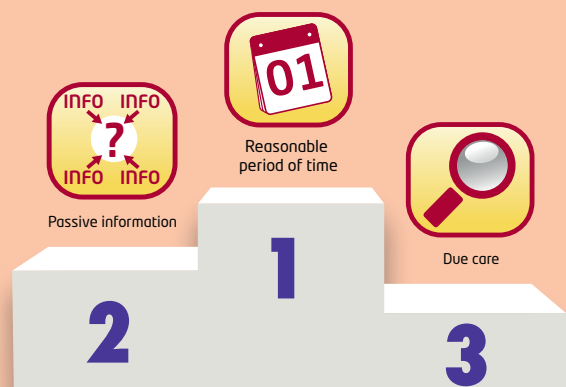 INFO INFO
?
INFO INFO
Passive information
01
Reasonable
period of time
Due care
2
1
3